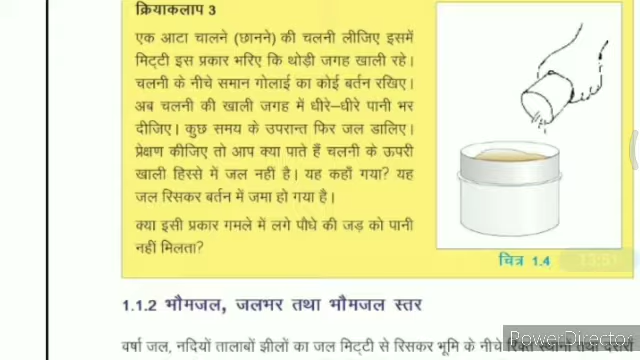 क्रियाकलाप 3
एक आटा चालने (छानने) की चलनी लीजिए इसमें
मिट्टी इस प्रकार भरिए कि थोड़ी जगह खाली रहे।
चलनी के नीचे समान गोलाई का कोई बर्तन रखिए।
अब चलनी की खाली जगह में धीरे–धीरे पानी भर
दीजिए। कुछ समय के उपरान्त फिर जल डालिए।
प्रेक्षण कीजिए तो आप क्या पाते हैं चलनी के ऊपरी
खाली हिस्से में जल नहीं है। यह कहाँ गया? यह
जल रिसकर बर्तन में जमा हो गया है।
क्या इसी प्रकार गमले में लगे पौधे की जड़ को पानी
नहीं मिलता?
चित्र 1.4
13:51
1.1.2 भौमजल, जलभर तथा भौमजल स्तर
वर्षा जल, नदियों तालाबों झीलों का जल मिट्टी से रिसकर भूमि के नीचे रिक्त स्थानों तथा
PowerDirector